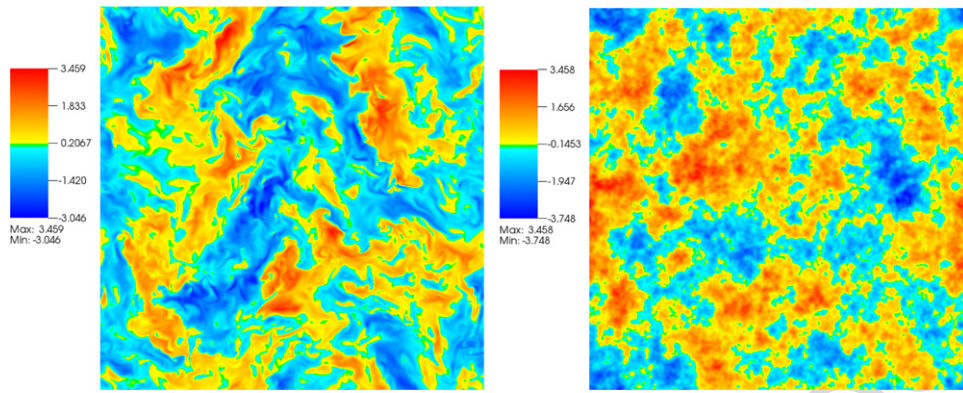 3.459
1.833
0.2067
-1.420
-3.046
Max: 3.459
Min: -3.046
3.458
1.656
-0.1453
-1.947
-3.748
Max: 3.458
Min: -3.748